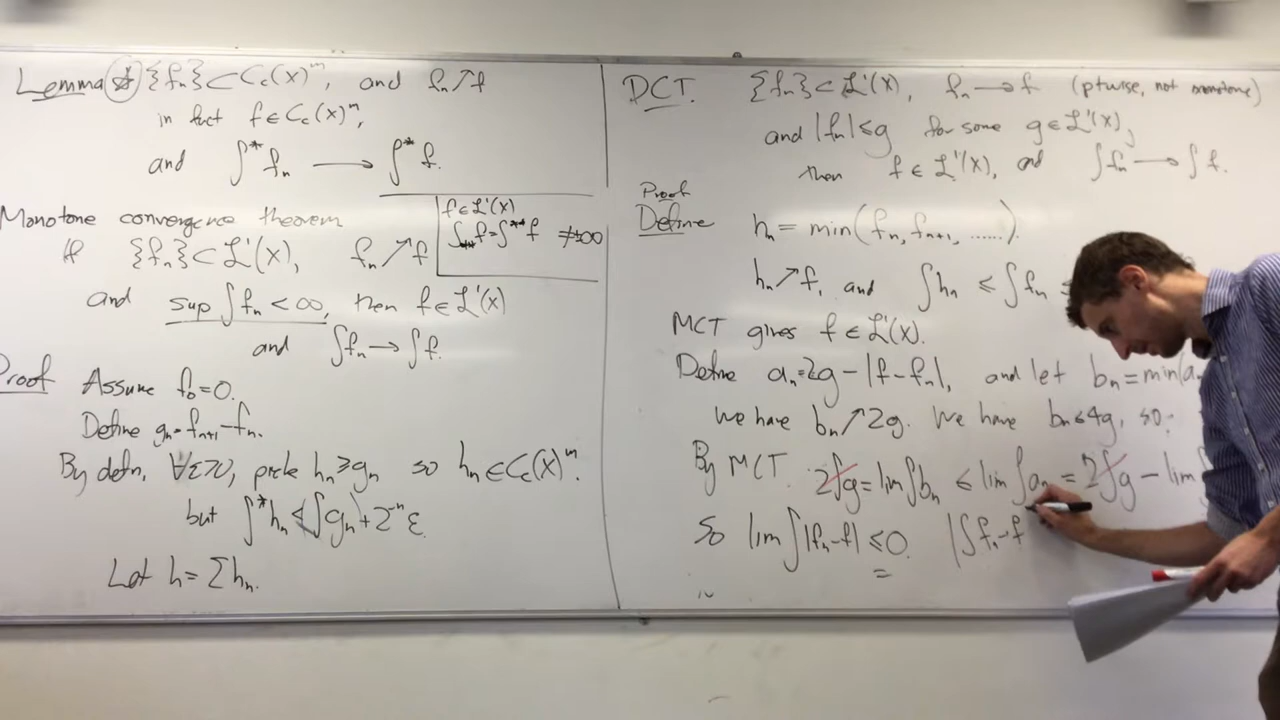 Lemma {fₙ} ⊂ C_c(X)^m, and fₙ ↗ f
in fact f ∈ C_c(X)^m,
and ∫* fₙ ⟶ ∫* f.
Monotone convergence theorem
If {fₙ} ⊂ L¹(X), fₙ ↗ f
f ∈ L¹(X)
∫_** f = ∫^** f ≠ ±∞
and sup ∫ fₙ < ∞, then f ∈ L¹(X)
and ∫fₙ → ∫f.
Proof Assume f₀ = 0.
Define gₙ = fₙ₊₁ - fₙ.
By defn, ∀ε>0, pick hₙ ≥ gₙ so hₙ ∈ C_c(X)^m.
but ∫* hₙ ≤ (∫gₙ) + 2⁻ⁿ ε.
Let h = ∑hₙ.
DCT. {fₙ} ⊂ L¹(X), fₙ ⟶ f (ptwise, not monotone)
and |fₙ| ≤ g for some g ∈ L¹(X),
then f ∈ L¹(X), and ∫fₙ ⟶ ∫f.
Proof
Define hₙ = min(fₙ, fₙ₊₁, ......).
hₙ ↗ f, and ∫hₙ ≤ ∫fₙ ≤
MCT gives f ∈ L¹(X).
Define aₙ = 2g - |f - fₙ|, and let bₙ = min(aₙ
We have bₙ ↗ 2g. We have bₙ ≤ 4g, so:
By MCT. 2∫g = lim∫bₙ ≤ lim∫aₙ = 2∫g - lim
So lim∫|fₙ-f| ≤ 0. |∫fₙ-f